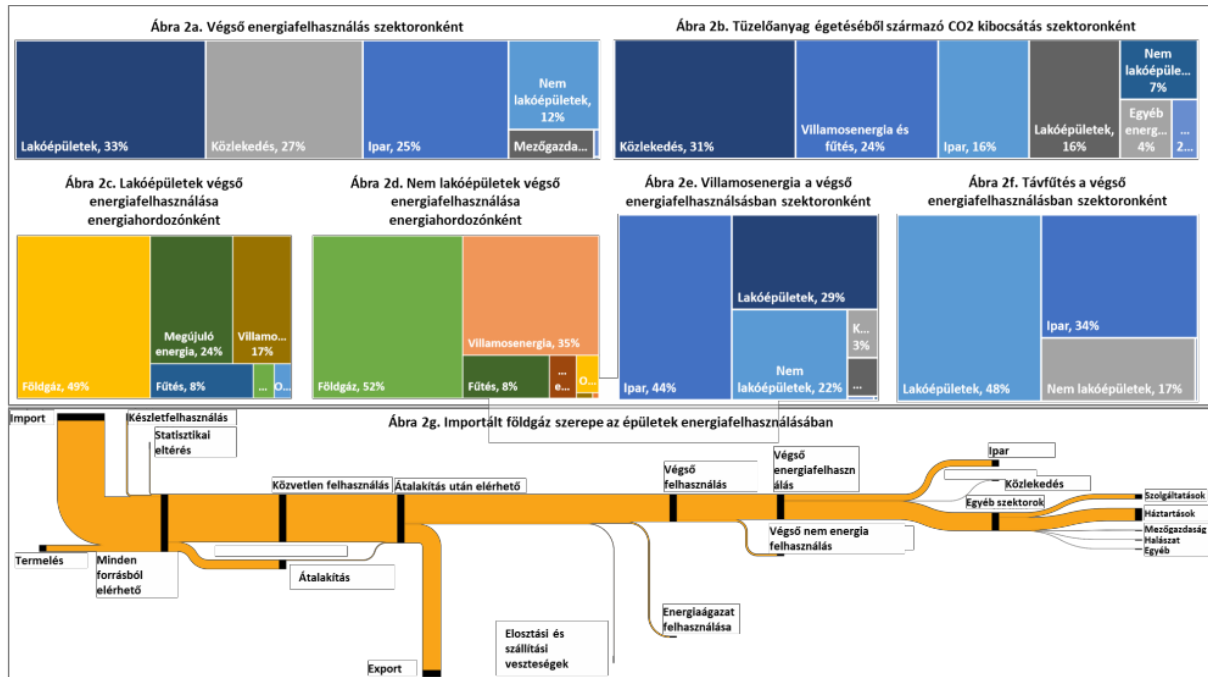 Ábra 2a. Végső energiafelhasználás szektoronként
Lakóépületek, 33%
Közlekedés, 27%
Ipar, 25%
Nem
lakóépületek,
12%
Mezőgazda...
Ábra 2b. Tüzelőanyag égetéséből származó CO2 kibocsátás szektoronként
Közlekedés, 31%
Villamosenergia és
fűtés, 24%
Ipar, 16%
Lakóépületek,
16%
Nem
lakóépüle...
7%
Egyéb
energ...
4%
...
2...
Ábra 2c. Lakóépületek végső
energiafelhasználása
energiahordozónként
Földgáz, 49%
Megújuló
energia, 24%
Villamo...
17%
Fűtés, 8%
...
O...
Ábra 2d. Nem lakóépületek végső
energiafelhasználása
energiahordozónként
Földgáz, 52%
Villamosenergia, 35%
Fűtés, 8%
...
e...
O...
Ábra 2e. Villamosenergia a végső
energiafelhasználsásban szektoronként
Ipar, 44%
Lakóépületek, 29%
Nem
lakóépületek, 22%
K...
3%
...
Ábra 2f. Távfűtés a végső
energiafelhasználásban szektoronként
Lakóépületek, 48%
Ipar, 34%
Nem lakóépületek, 17%
Ábra 2g. Importált földgáz szerepe az épületek energiafelhasználásában
Import
Készletfelhasználás
Statisztikai
eltérés
Közvetlen felhasználás
Átalakítás után elérhető
Végső
felhasználás
Végső
energiafelhaszn
álás
Ipar
Közlekedés
Egyéb szektorok
Szolgáltatások
Háztartások
Mezőgazdaság
Halászat
Egyéb
Termelés
Minden
forrásból
elérhető
Átalakítás
Export
Elosztási és
szállítási
veszteségek
Energiaágazat
felhasználása
Végső nem energia
felhasználás